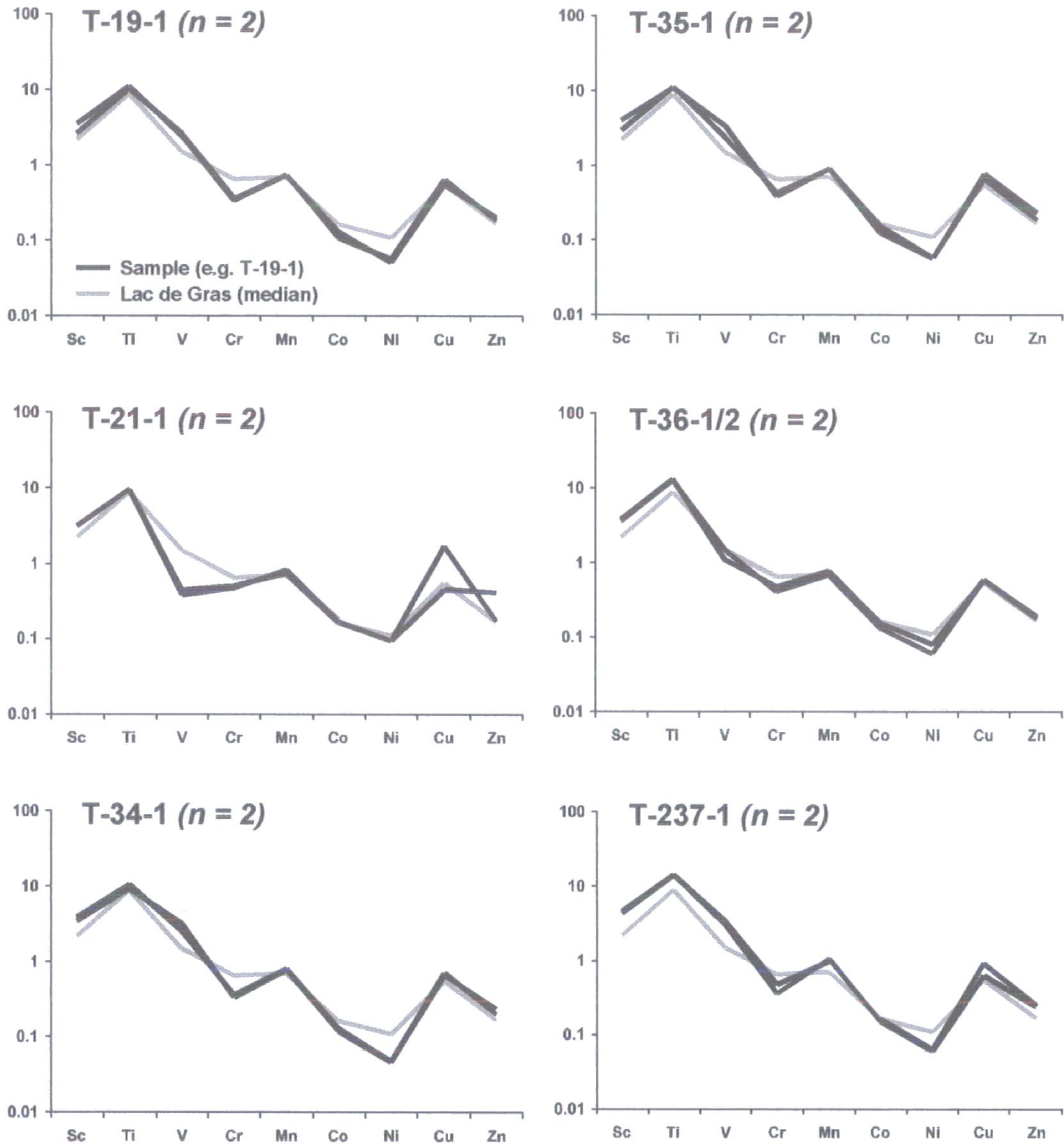 T-19-1 (n = 2)
100
10
1
0.1
0.01
Sample (e.g. T-19-1)
Lac de Gras (median)
Sc Ti V Cr Mn Co Ni Cu Zn
T-35-1 (n = 2)
100
10
1
0.1
0.01
Sc Ti V Cr Mn Co Ni Cu Zn
T-21-1 (n = 2)
100
10
1
0.1
0.01
Sc Ti V Cr Mn Co Ni Cu Zn
T-36-1/2 (n = 2)
100
10
1
0.1
0.01
Sc Ti V Cr Mn Co Ni Cu Zn
T-34-1 (n = 2)
100
10
1
0.1
0.01
Sc Ti V Cr Mn Co Ni Cu Zn
T-237-1 (n = 2)
100
10
1
0.1
0.01
Sc Ti V Cr Mn Co Ni Cu Zn